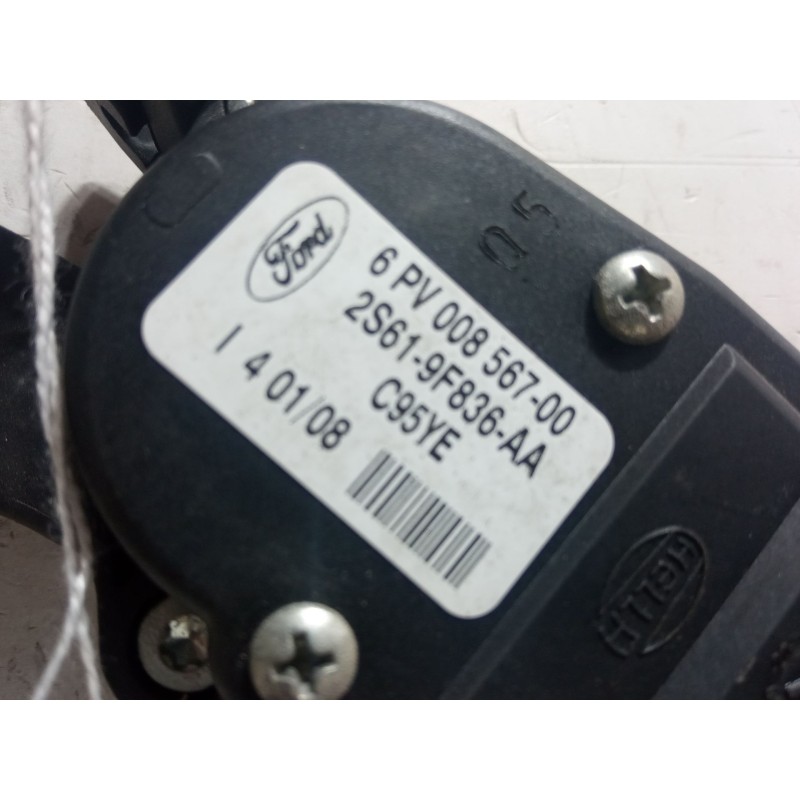 Ford
6 PV 008 567-00
2S61-9F836-AA
C95YE
I 4 01/08
05
HELLA